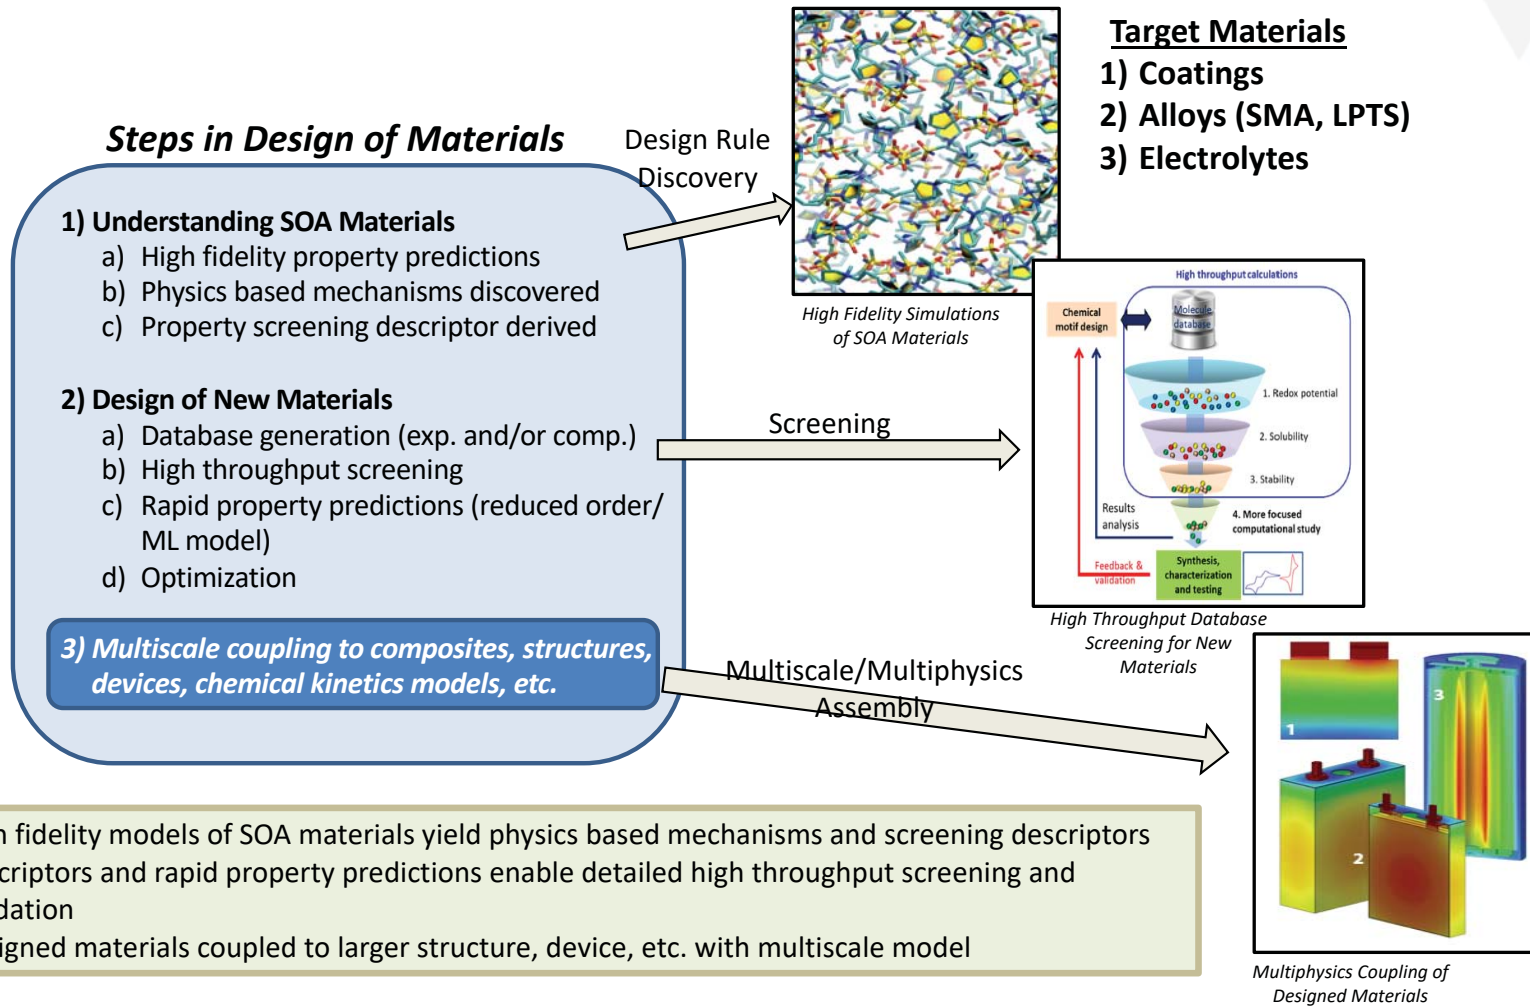 Steps in Design of Materials
1) Understanding SOA Materials
a) High fidelity property predictions
b) Physics based mechanisms discovered
c) Property screening descriptor derived
2) Design of New Materials
a) Database generation (exp. and/or comp.)
b) High throughput screening
c) Rapid property predictions (reduced order/
ML model)
d) Optimization
3) Multiscale coupling to composites, structures,
devices, chemical kinetics models, etc.
Design Rule
Discovery
Screening
Multiscale/Multiphysics
Assembly
High Fidelity Simulations
of SOA Materials
Target Materials
1) Coatings
2) Alloys (SMA, LPTS)
3) Electrolytes
High throughput calculations
Chemical
motif design
Molecule
database
1. Redox potential
2. Solubility
3. Stability
Results
analysis
4. More focused
computational study
Feedback &
validation
Synthesis,
characterization
and testing
High Throughput Database
Screening for New
Materials
1
3
2
Multiphysics Coupling of
Designed Materials
fidelity models of SOA materials yield physics based mechanisms and screening descriptors
and rapid property predictions enable detailed high throughput screening and
materials coupled to larger structure, device, etc. with multiscale model